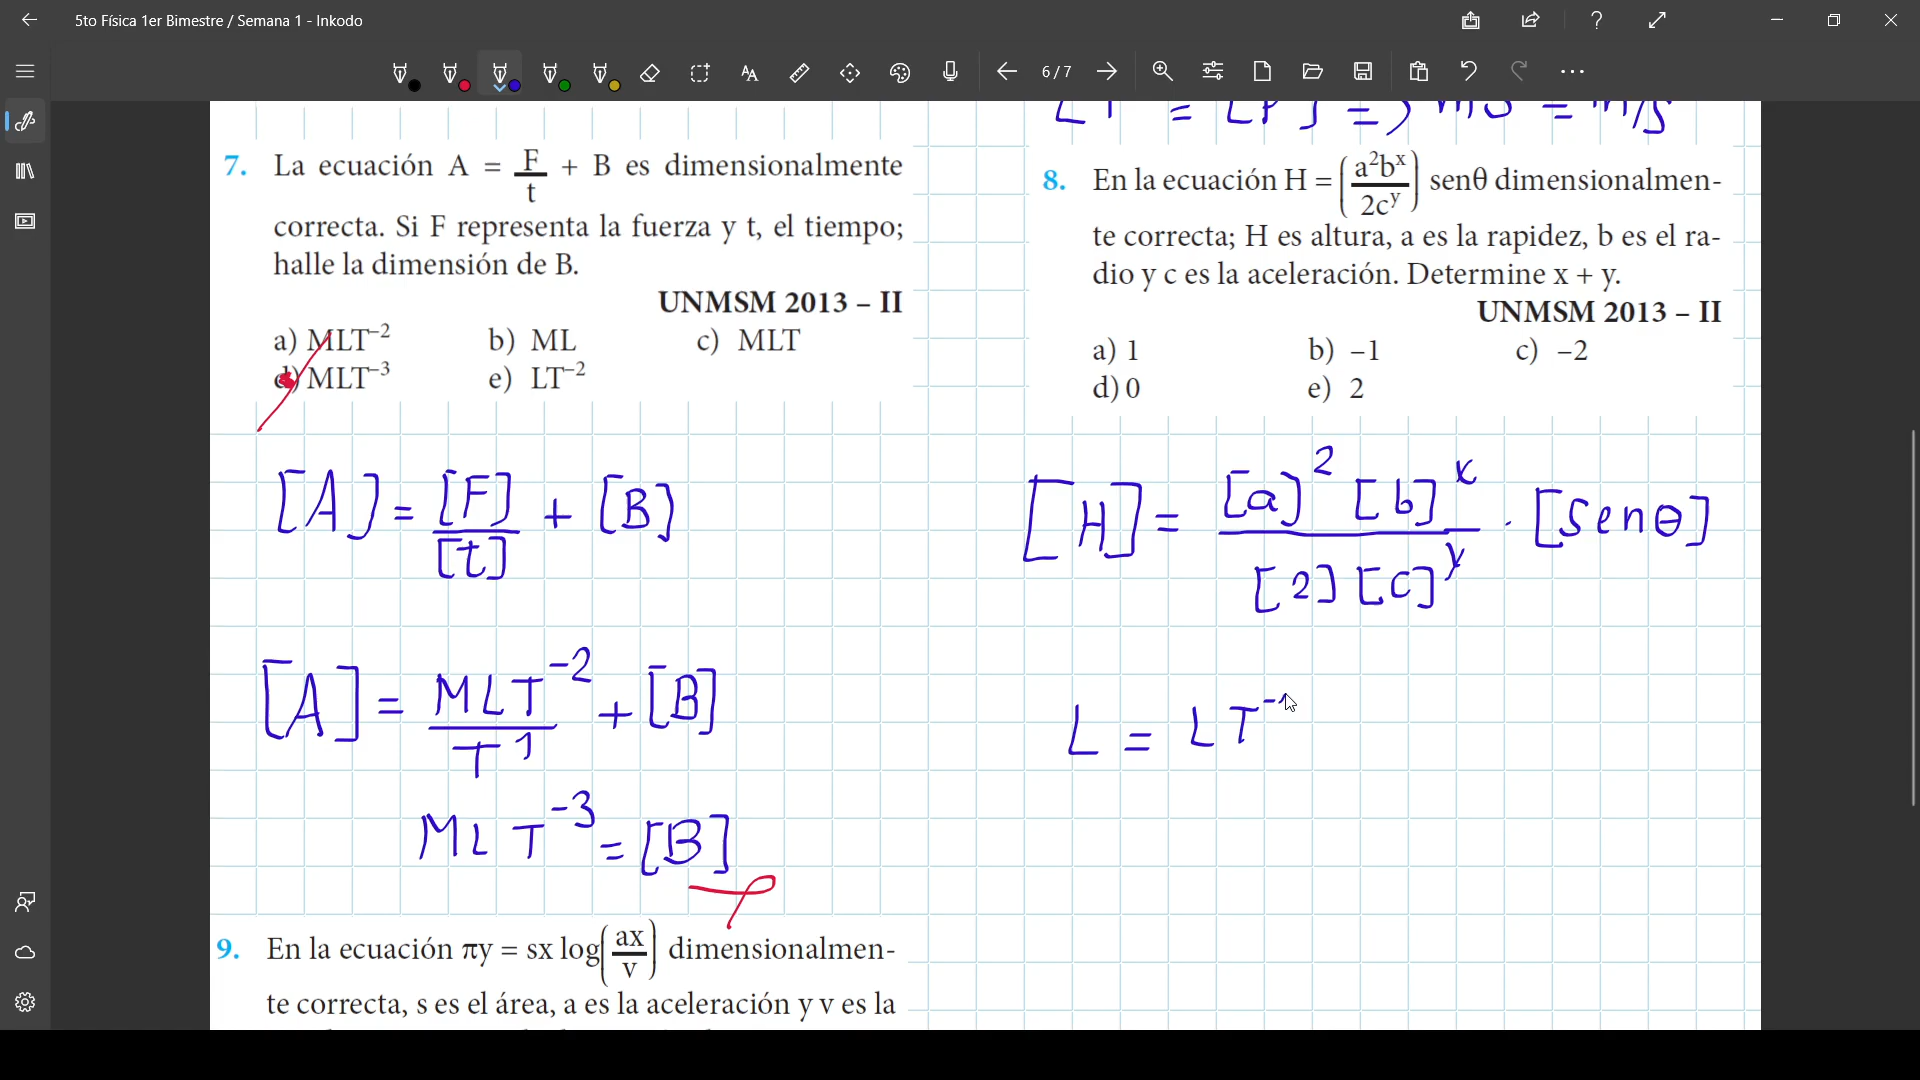 5to Física 1er Bimestre / Semana 1 - Inkodo
6 / 7
7. La ecuación A = F/t + B es dimensionalmente
correcta. Si F representa la fuerza y t, el tiempo;
halle la dimensión de B.
UNMSM 2013 – II
a) MLT⁻² b) ML c) MLT
d) MLT⁻³ e) LT⁻²
[A] = [F]/[t] + [B]
[A] = MLT⁻²/T¹ + [B]
MLT⁻³ = [B]
9. En la ecuación πy = sx log(ax/v) dimensionalmen-
te correcta, s es el área, a es la aceleración y v es la
8. En la ecuación H = (a²bˣ/2cʸ) senθ dimensionalmen-
te correcta; H es altura, a es la rapidez, b es el ra-
dio y c es la aceleración. Determine x + y.
UNMSM 2013 – II
a) 1 b) –1 c) –2
d) 0 e) 2
[H] = [a]² [b]ˣ / [2] [c]ʸ · [Senθ]
L = LT⁻